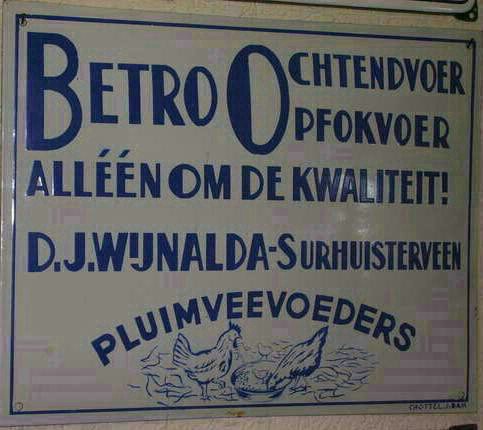 BETRO OCHTENDVOER
OPFOKVOER
ALLÉÉN OM DE KWALITEIT!
D.J. WIJNALDA-SURHUISTERVEEN
PLUIMVEEVOEDERS